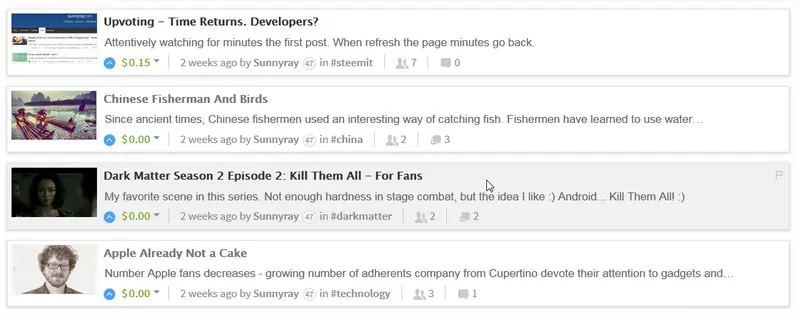 Upvoting – Time Returns. Developers?
Attentively watching for minutes the first post. When refresh the page minutes go back.
$0.15 2 weeks ago by Sunnyray 47 in #steemit 7 0
Chinese Fisherman And Birds
Since ancient times, Chinese fishermen used an interesting way of catching fish. Fishermen have learned to use water…
$0.00 2 weeks ago by Sunnyray 47 in #china 2 3
Dark Matter Season 2 Episode 2: Kill Them All – For Fans
My favorite scene in this series. Not enough hardness in stage combat, but the idea I like :) Android... Kill Them Alll :)
$0.00 2 weeks ago by Sunnyray 47 in #darkmatter 2 2
Apple Already Not a Cake
Number Apple fans decreases - growing number of adherents company from Cupertino devote their attention to gadgets and…
$0.00 2 weeks ago by Sunnyray 47 in #technology 3 1